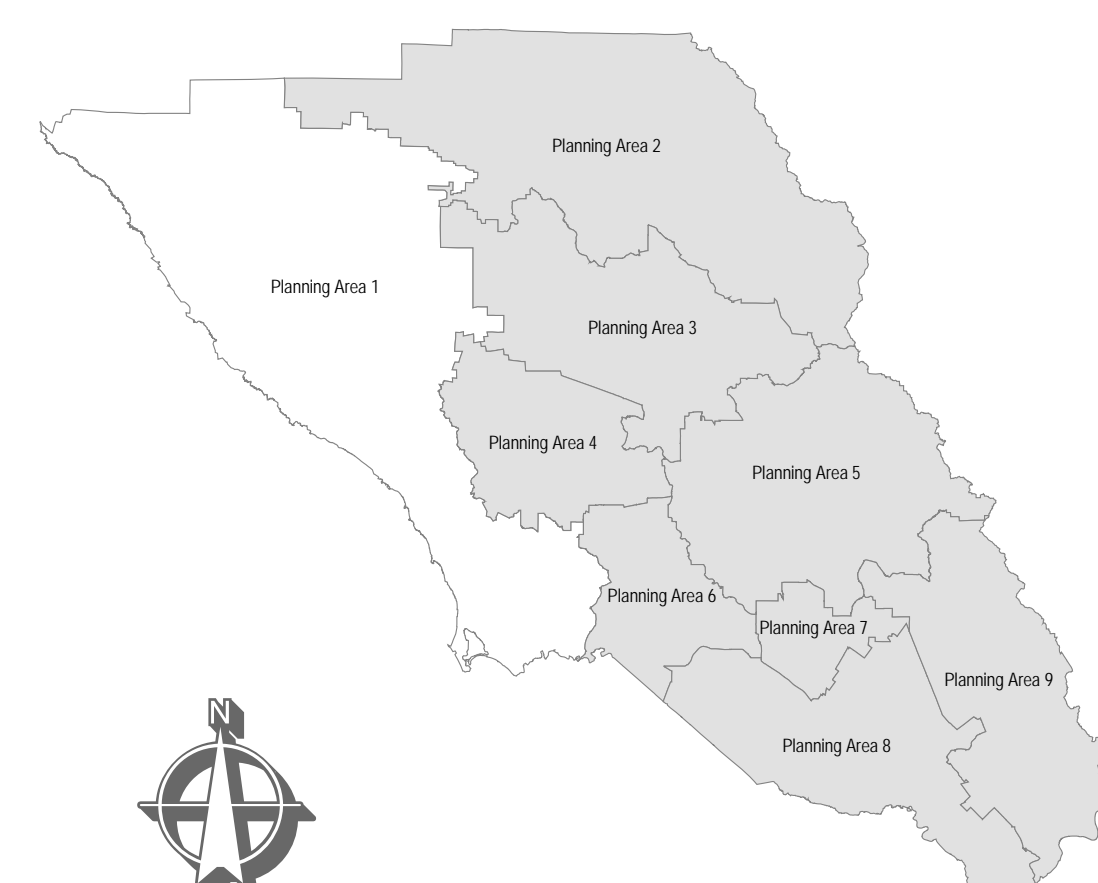 Planning Area 2
Planning Area 1
Planning Area 3
Planning Area 4
Planning Area 5
Planning Area 6
Planning Area 7
Planning Area 9
Planning Area 8
N